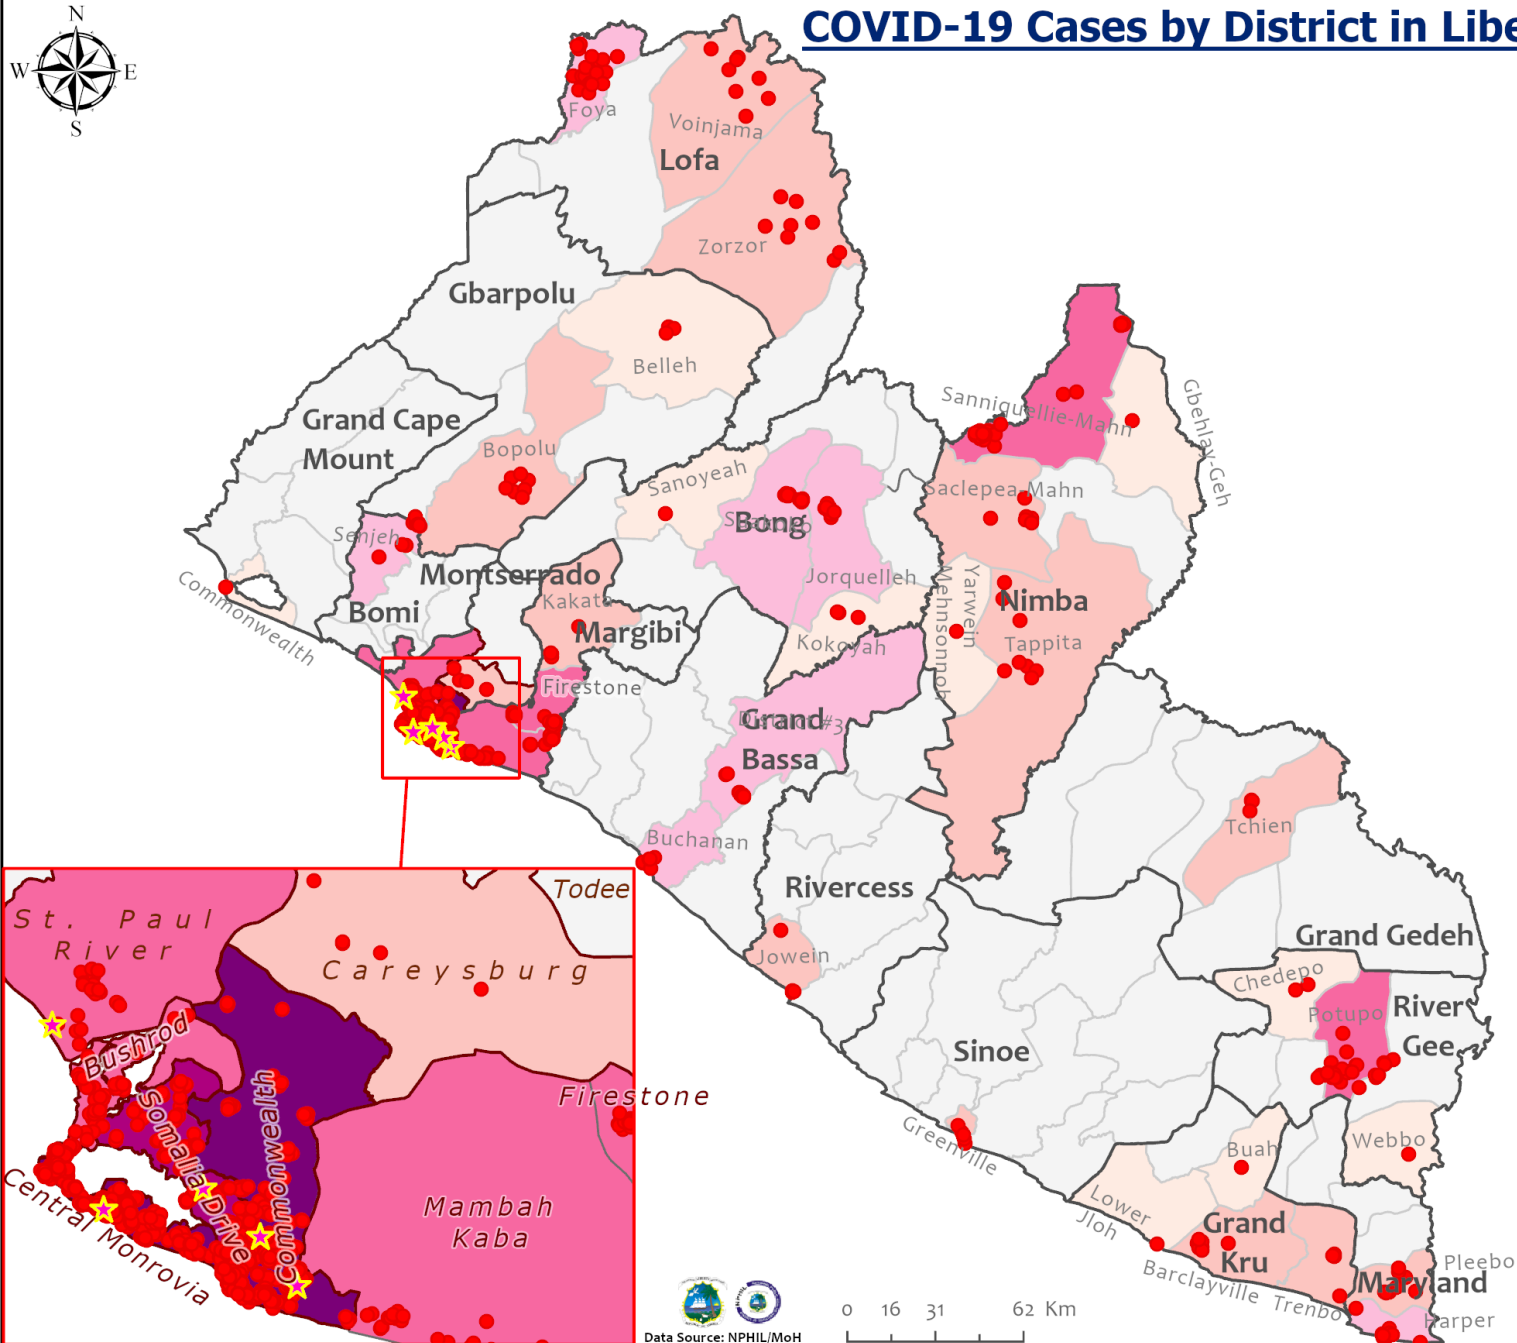 COVID-19 Cases by District in Libe
N
W
E
S
Foya
Voinjama
Lofa
Zorzor
Gbarpolu
Belleh
Grand Cape
Mount
Bopolu
Sanoyeah
Sanniquellie-Mahn
Gbehlay-Geh
Saclepea-Mahn
Senjeh
Bong
Jorquelleh
Commonwealth
Montserrado
Bomi
Kakata
Margibi
Kokoyah
Yarwein
Mehnsonnoh
Nimba
Tappita
Firestone
Grand
Bassa
District #3
Buchanan
Tchien
Rivercess
Jowein
Grand Gedeh
Chedepo
Potupo
River
Gee
Sinoe
Greenville
Buah
Webbo
Lower
Jloh
Grand
Kru
Barclayville
Trenbo
Pleebo
Maryland
Harper
St. Paul
River
Careysburg
Todee
Bushrod
Somalia Drive
Commonwealth
Firestone
Mambah
Kaba
Central Monrovia
0 16 31 62 Km
Data Source: NPHIL/MoH